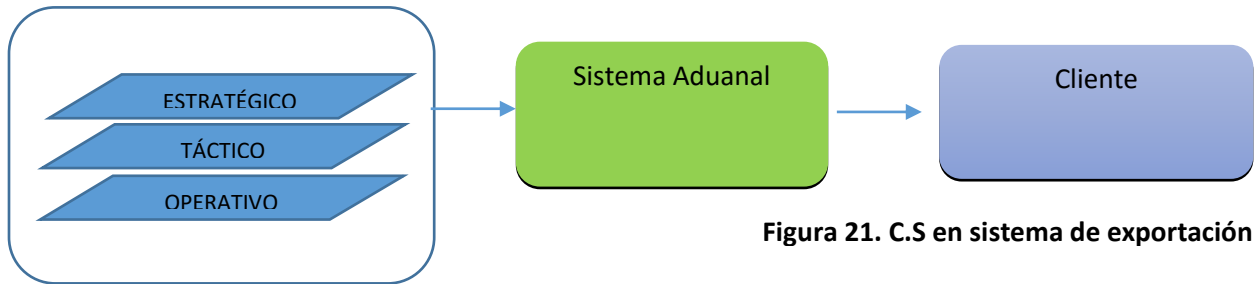 ESTRATÉGICO
TÁCTICO
OPERATIVO
Sistema Aduanal
Cliente
Figura 21. C.S en sistema de exportación